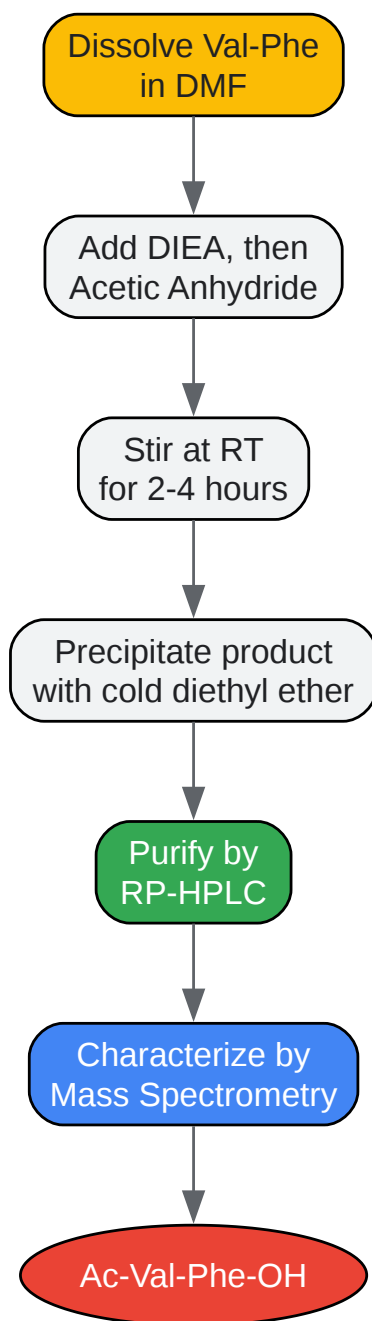 Dissolve Val-Phe
in DMF
Add DIEA, then
Acetic Anhydride
Stir at RT
for 2-4 hours
Precipitate product
with cold diethyl ether
Purify by
RP-HPLC
Characterize by
Mass Spectrometry
Ac-Val-Phe-OH